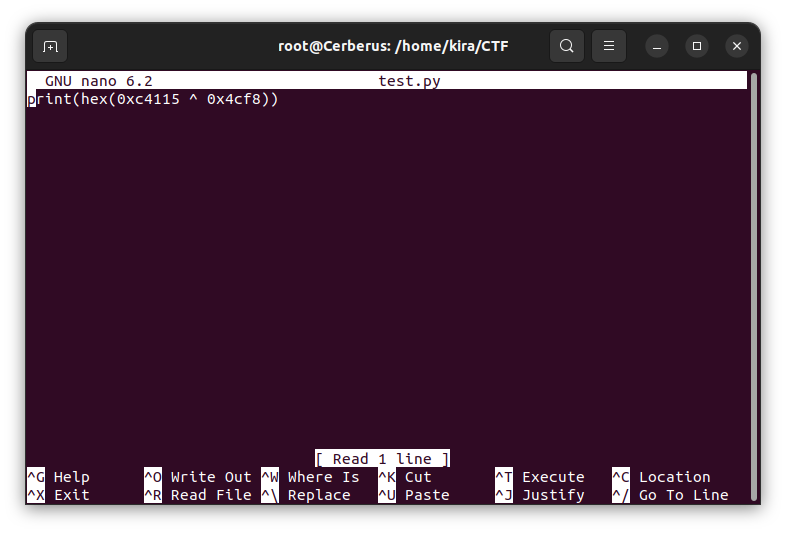 root@Cerberus: /home/kira/CTF
GNU nano 6.2 test.py
print(hex(0xc4115 ^ 0x4cf8))
[ Read 1 line ]
^G Help ^O Write Out ^W Where Is ^K Cut ^T Execute ^C Location
^X Exit ^R Read File ^\ Replace ^U Paste ^J Justify ^/ Go To Line